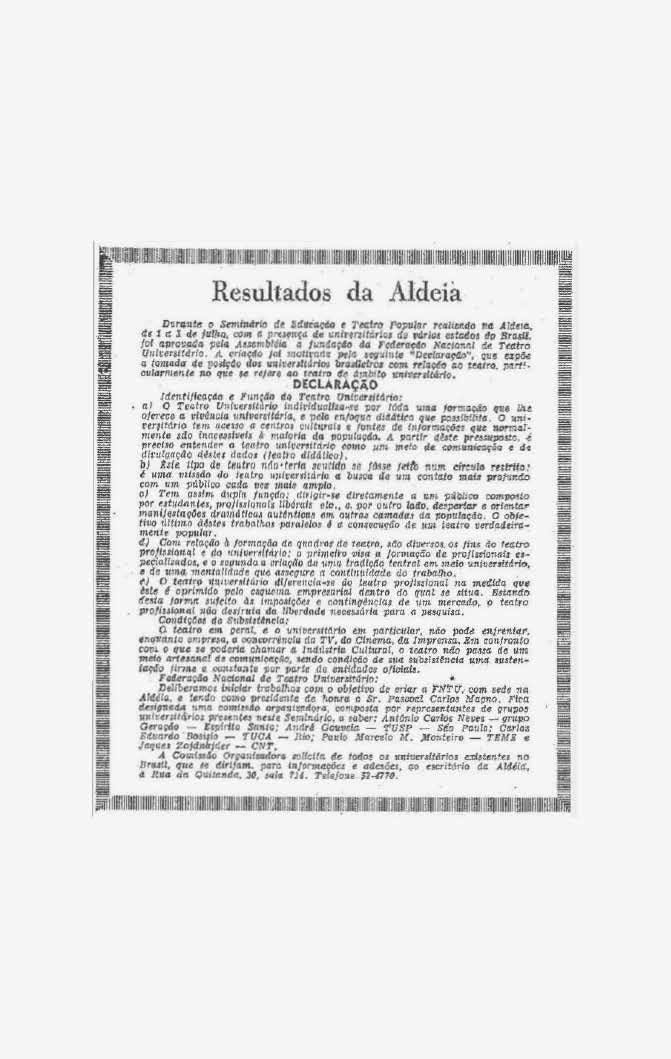 Resultados da Aldeia
Durante o Seminário de Educação e Teatro Popular realizado na Aldeia,
de 1 a 3 de julho, com a presença de universitários de vários estados do Brasil,
foi aprovada pela Assembléia a fundação da Federação Nacional de Teatro
Universitário. A criação foi motivada pela seguinte "Declaração", que expõe
a tomada de posição dos universitários brasileiros com relação ao teatro, parti-
cularmente no que se refere ao teatro de âmbito universitário.
DECLARAÇÃO
Identificação e Função do Teatro Universitário:
a) O Teatro Universitário individualiza-se por tôda uma formação que lhe
oferece a vivência universitária, e pelo enfoque didático que possibilita. O uni-
versitário tem acesso a centros culturais e fontes de informações que normal-
mente são inacessíveis à maioria da população. A partir dêste pressuposto, é
preciso entender o teatro universitário como um meio de comunicação e de
divulgação dêstes dados (teatro didático).
b) Êste tipo de teatro não teria sentido se fôsse feito num círculo restrito;
é uma missão do teatro universitário a busca de um contato mais profundo
com um público cada vez mais amplo.
c) Tem assim dupla função: dirigir-se diretamente a um público composto
por estudantes, profissionais liberais etc., e, por outro lado, despertar e orientar
manifestações dramáticas autênticas em outras camadas da população. O obje-
tivo último dêstes trabalhos paralelos é a consecução de um teatro verdadeira-
mente popular.
d) Com relação à formação de quadros de teatro, são diversos os fins do teatro
profissional e do universitário; o primeiro visa a formação de profissionais es-
pecializados, e o segundo a criação de uma tradição teatral em meio universitário,
e de uma mentalidade que assegure a continuidade do trabalho.
e) O teatro universitário diferencia-se do teatro profissional na medida que
êste é oprimido pelo esquema empresarial dentro do qual se situa. Estando
desta forma sujeito às imposições e contingências de um mercado, o teatro
profissional não desfruta da liberdade necessária para a pesquisa.
Condições de Subsistência:
O teatro em geral, e o universitário em particular, não pode enfrentar,
enquanto emprêsa, a concorrência da TV, do Cinema, da Imprensa. Em confronto
com o que se poderia chamar a Indústria Cultural, o teatro não passa de um
meio artesanal de comunicação, sendo condição de sua subsistência uma susten-
tação firme e constante por parte de entidades oficiais.
Federação Nacional de Teatro Universitário:
Deliberamos iniciar trabalhos com o objetivo de criar a FNTU, com sede na
Aldéia, e tendo como presidente de honra o Sr. Pascoal Carlos Magno. Fica
designada uma comissão organizadora, composta por representantes de grupos
universitários presentes neste Seminário, a saber: Antônio Carlos Neves — grupo
Geração — Espírito Santo; André Gouveia — TUSP — São Paulo; Carlos
Eduardo Bosísio — TUCA — Rio; Paulo Marcelo M. Monteiro — TEMS e
Jaques — CNT.
A Comissão Organizadora solicita de todos os universitários existentes no
Brasil, que se dirijam, para informações e adesões, ao escritório da Aldéia,
à Rua da Quitanda, 30, sala 714. Telefone 52-4770.